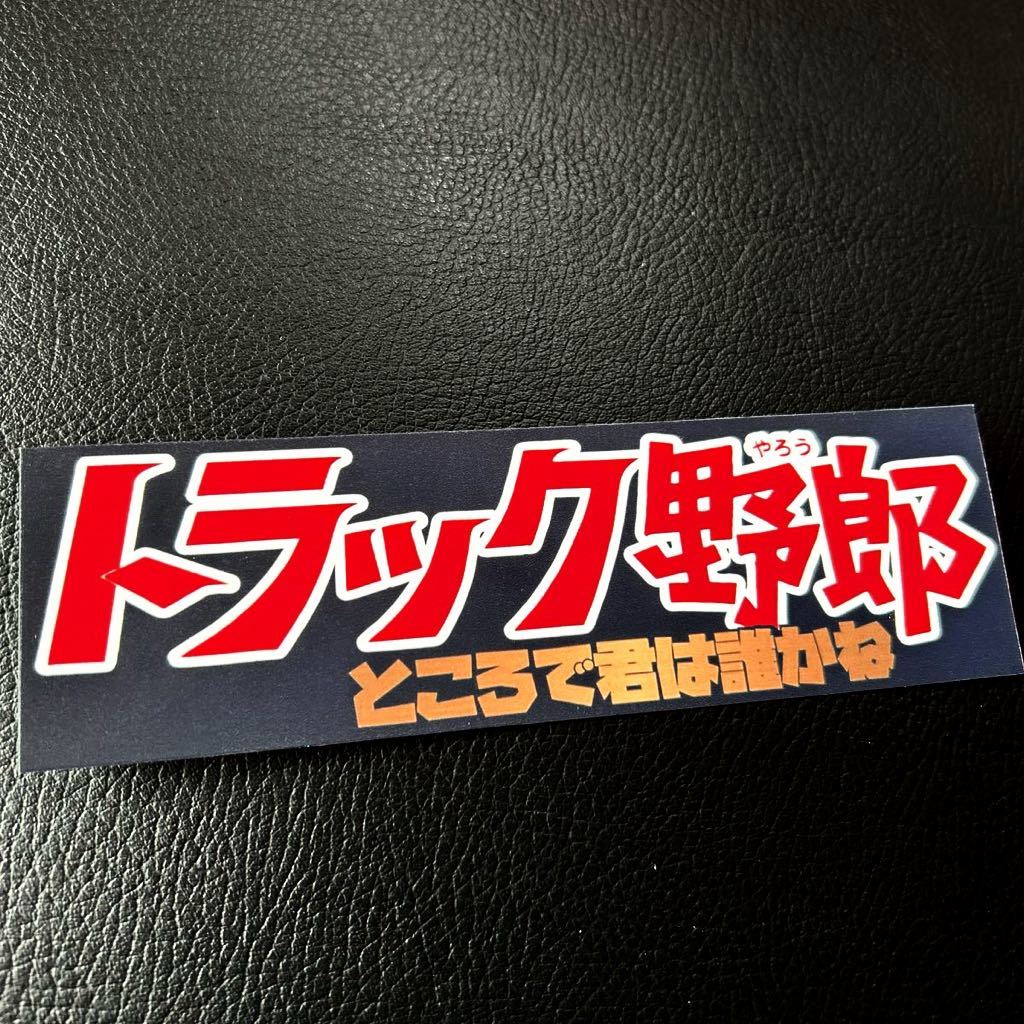 トラック野郎
やろう
ところで君は誰かね